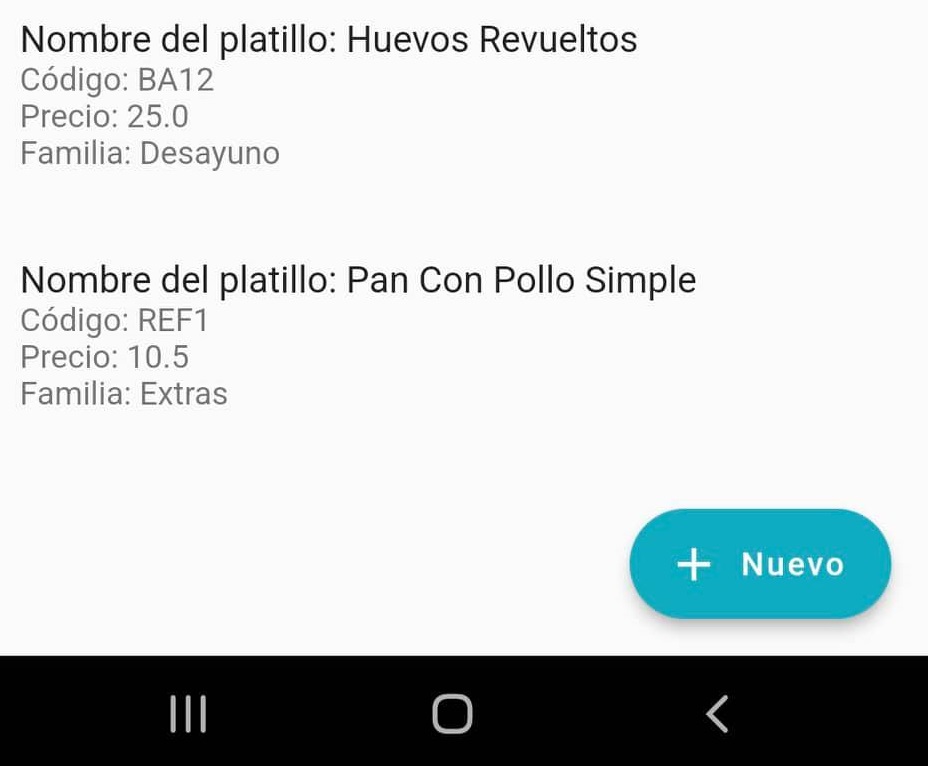 Nombre del platillo: Huevos Revueltos
Código: BA12
Precio: 25.0
Familia: Desayuno
Nombre del platillo: Pan Con Pollo Simple
Código: REF1
Precio: 10.5
Familia: Extras
+ Nuevo